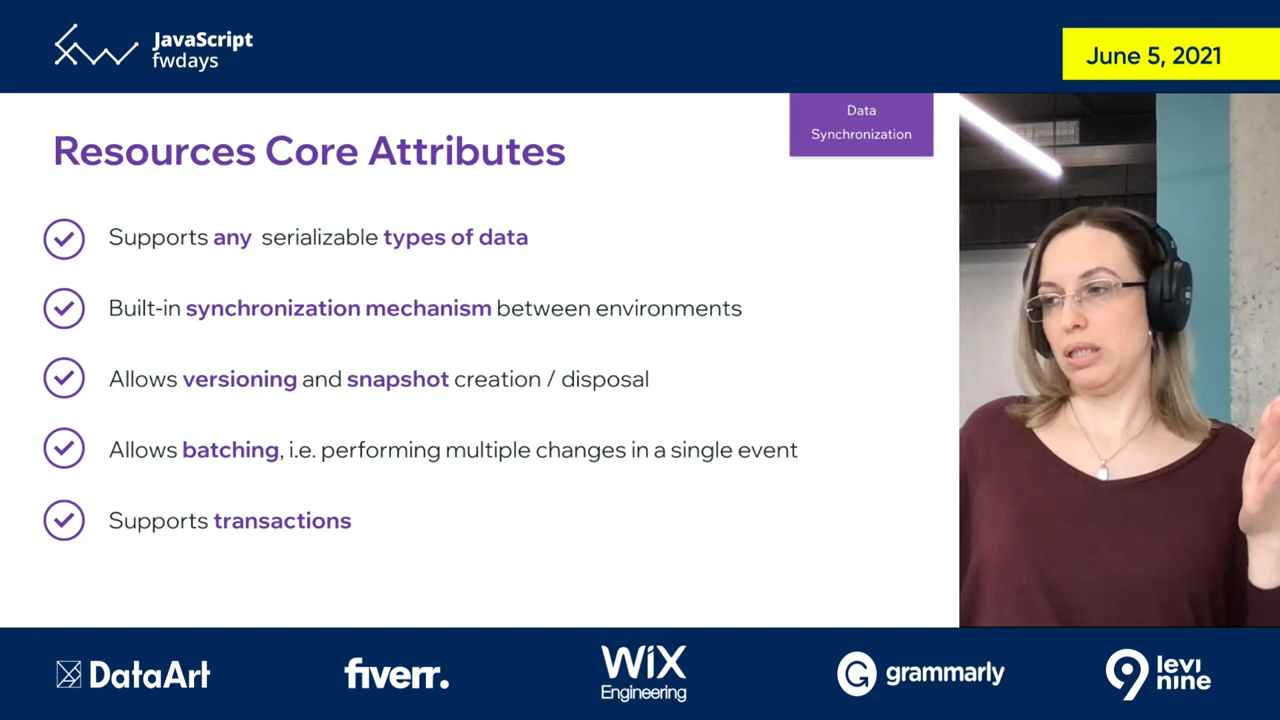 JavaScript
fwdays
June 5, 2021
Data
Synchronization
Resources Core Attributes
Supports any serializable types of data
Built-in synchronization mechanism between environments
Allows versioning and snapshot creation / disposal
Allows batching, i.e. performing multiple changes in a single event
Supports transactions
DataArt
fiverr.
WiX
Engineering
grammarly
levi
nine